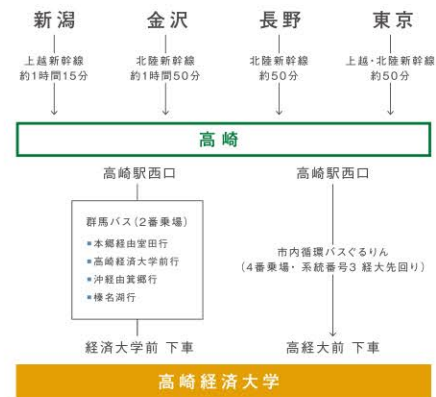 新潟 金沢 長野 東京
上越新幹線 北陸新幹線 北陸新幹線 上越・北陸新幹線
約1時間15分 約1時間50分 約50分 約50分
高崎
高崎駅西口 高崎駅西口
群馬バス(2番乗場)
■本郷経由室田行
■高崎経済大学前行
■沖経由箕郷行
■榛名湖行
市内循環バスぐるりん
(4番乗場・系統番号3 経大先回り)
経済大学前 下車 高経大前 下車
高崎経済大学